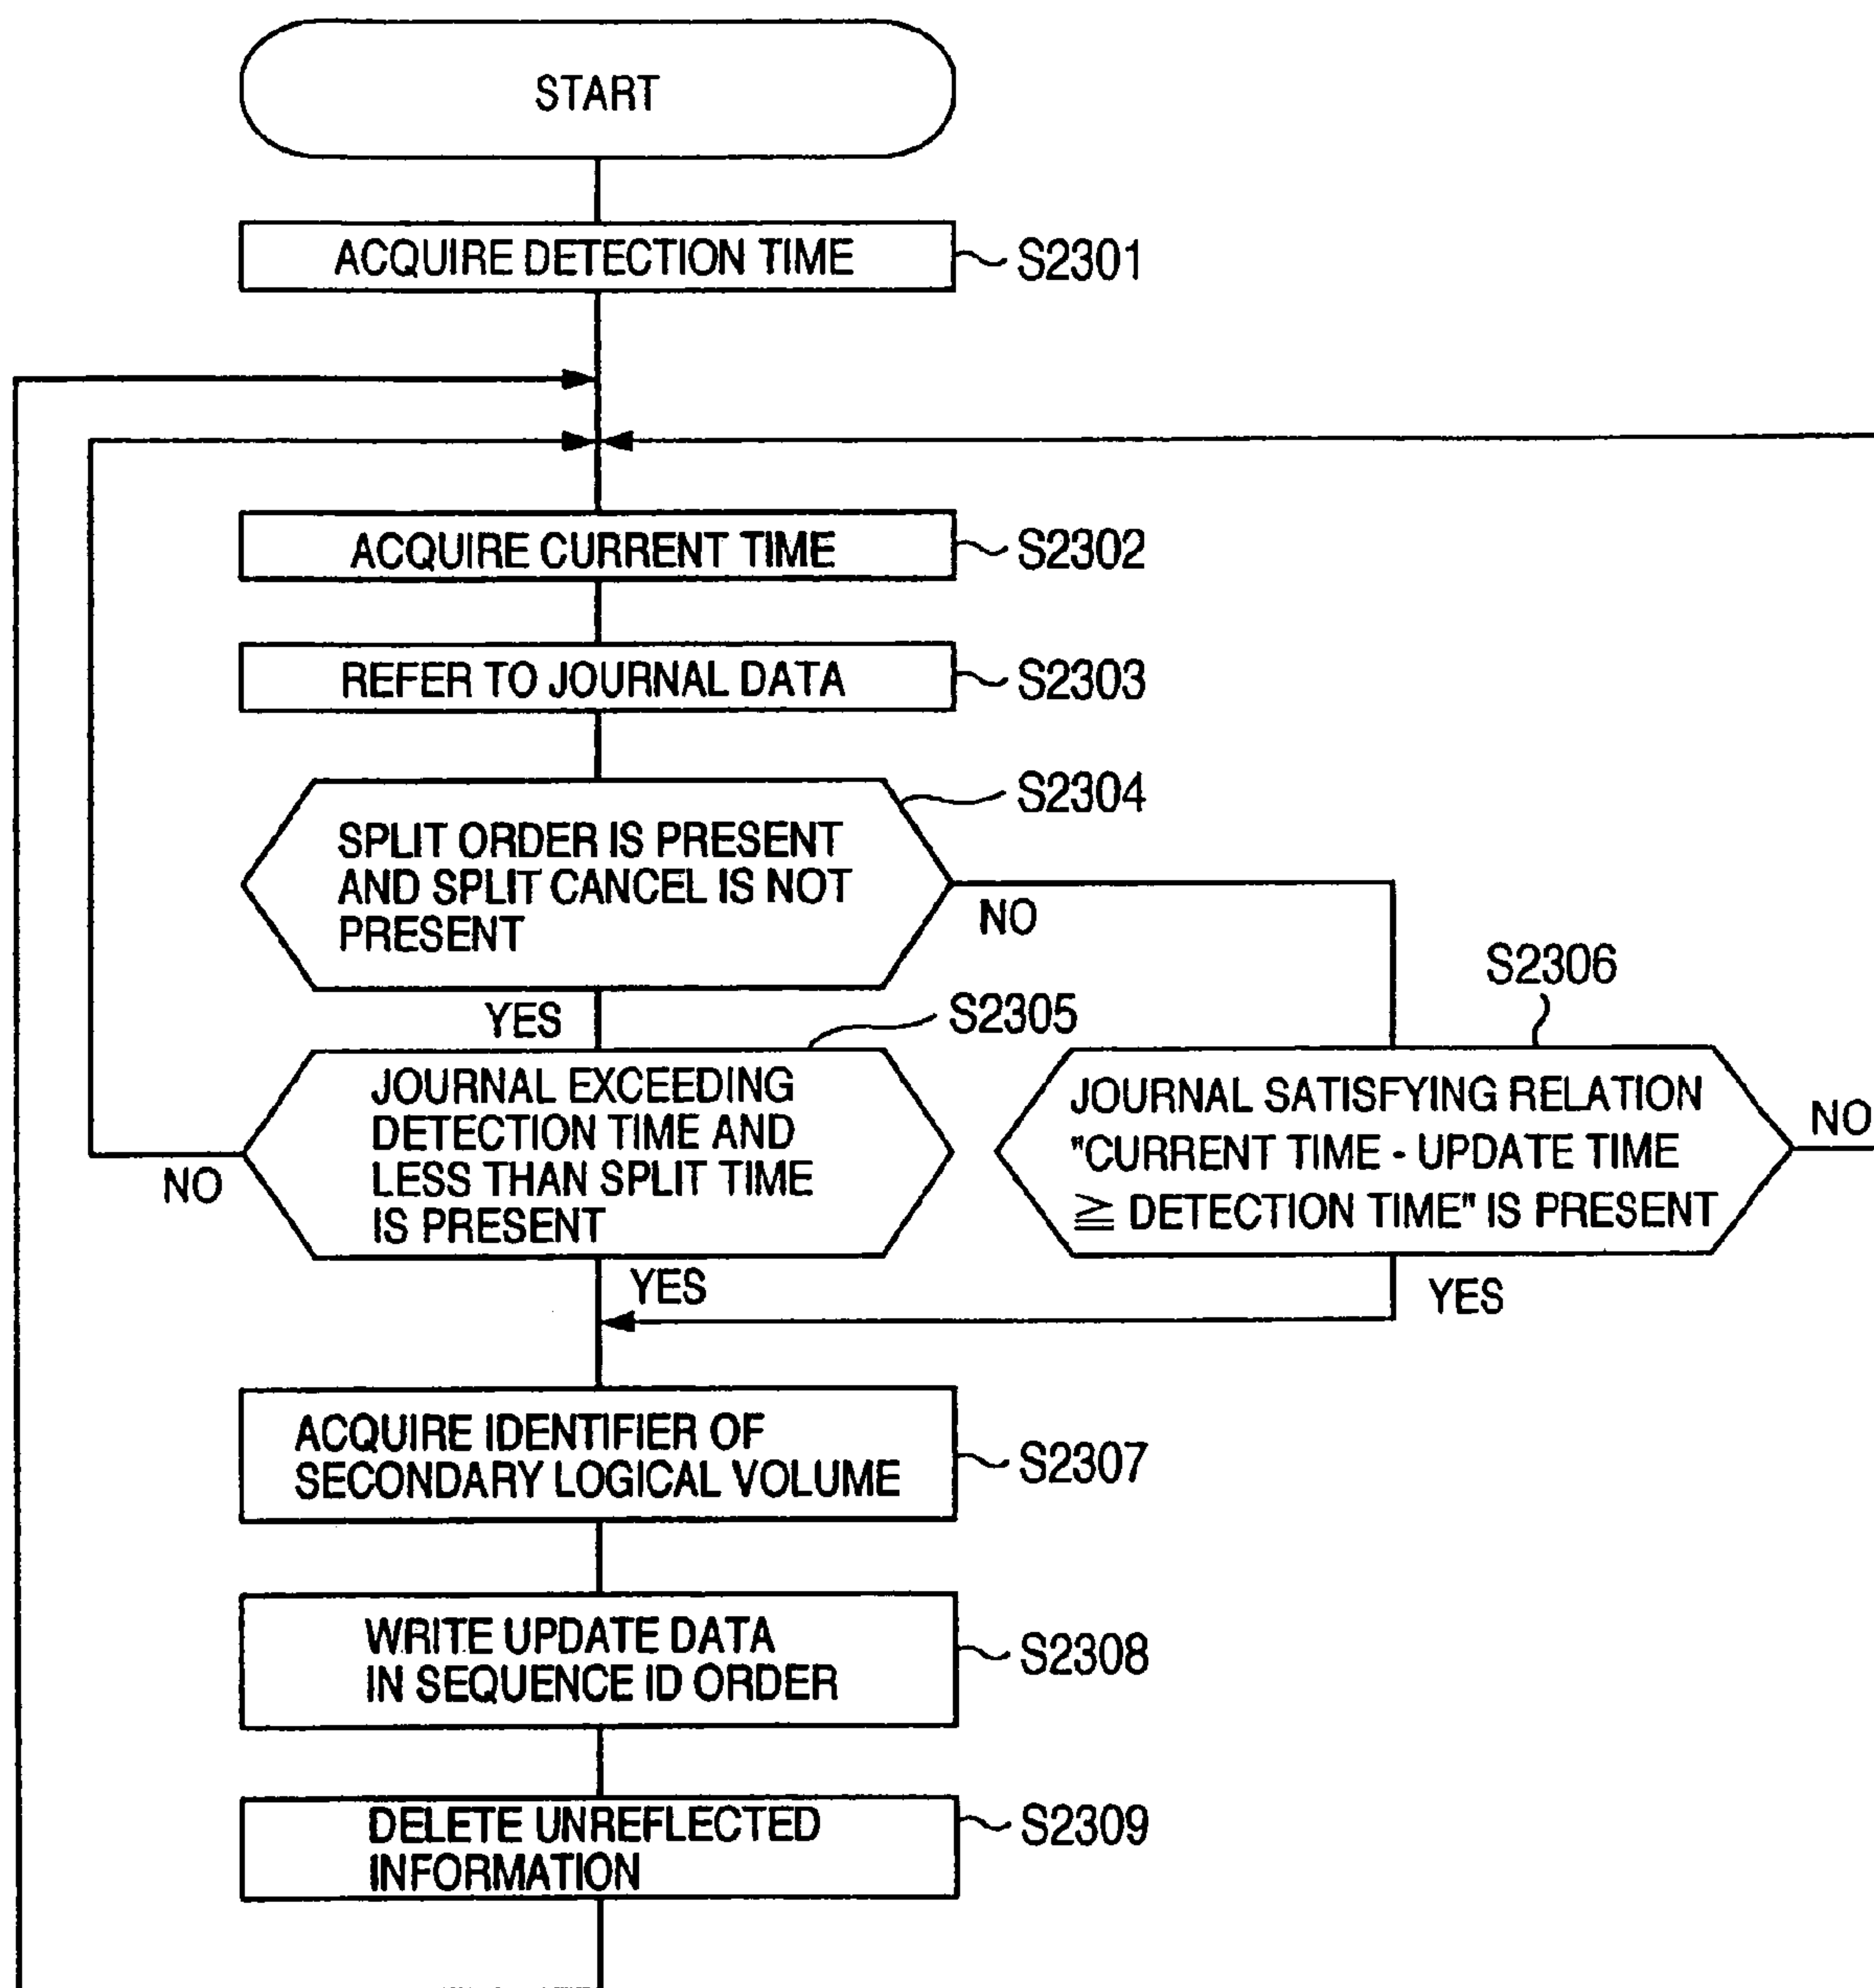 START
ACQUIRE DETECTION TIME
S2301
ACQUIRE CURRENT TIME
S2302
REFER TO JOURNAL DATA
S2303
S2304
SPLIT ORDER IS PRESENT
AND SPLIT CANCEL IS NOT
PRESENT
NO
YES
S2305
S2306
JOURNAL EXCEEDING
DETECTION TIME AND
LESS THAN SPLIT TIME
IS PRESENT
NO
YES
JOURNAL SATISFYING RELATION
"CURRENT TIME - UPDATE TIME
≧ DETECTION TIME" IS PRESENT
NO
YES
ACQUIRE IDENTIFIER OF
SECONDARY LOGICAL VOLUME
S2307
WRITE UPDATE DATA
IN SEQUENCE ID ORDER
S2308
DELETE UNREFLECTED
INFORMATION
S2309